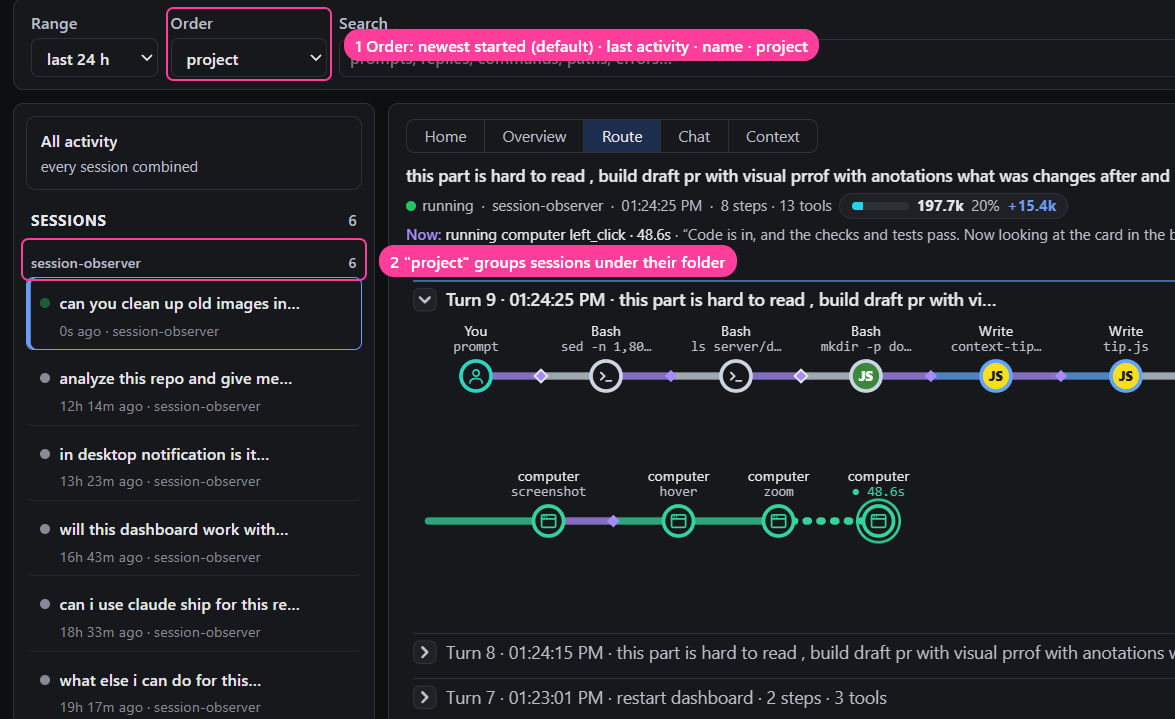 Range
Order
Search
last 24 h
project
1 Order: newest started (default) · last activity · name · project
prompts, replies, commands, paths, errors...
All activity
every session combined
SESSIONS 6
session-observer 6
2 "project" groups sessions under their folder
can you clean up old images in...
0s ago · session-observer
analyze this repo and give me...
12h 14m ago · session-observer
in desktop notification is it...
13h 23m ago · session-observer
will this dashboard work with...
16h 43m ago · session-observer
can i use claude ship for this re...
18h 33m ago · session-observer
what else i can do for this...
19h 17m ago · session-observer
Home Overview Route Chat Context
this part is hard to read , build draft pr with visual prrof with anotations what was changes after and
running · session-observer · 01:24:25 PM · 8 steps · 13 tools 197.7k 20% +15.4k
Now: running computer left_click · 48.6s · “Code is in, and the checks and tests pass. Now looking at the card in the b
Turn 9 · 01:24:25 PM · this part is hard to read , build draft pr with vi...
You Bash Bash Bash Write Write
prompt sed -n 1,80... ls server/d... mkdir -p do... context-tip... tip.js
JS JS JS
computer computer computer computer
screenshot hover zoom 48.6s
Turn 8 · 01:24:15 PM · this part is hard to read , build draft pr with visual prrof with anotations w
Turn 7 · 01:23:01 PM · restart dashboard · 2 steps · 3 tools